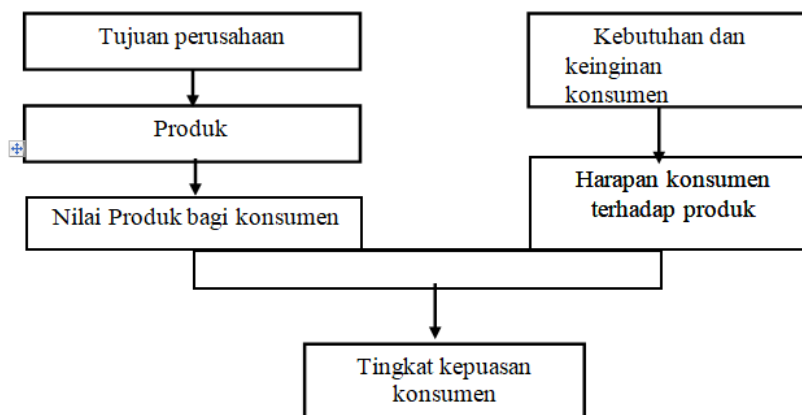 Tujuan perusahaan
Kebutuhan dan
keinginan
konsumen
Produk
Harapan konsumen
terhadap produk
Nilai Produk bagi konsumen
Tingkat kepuasan
konsumen